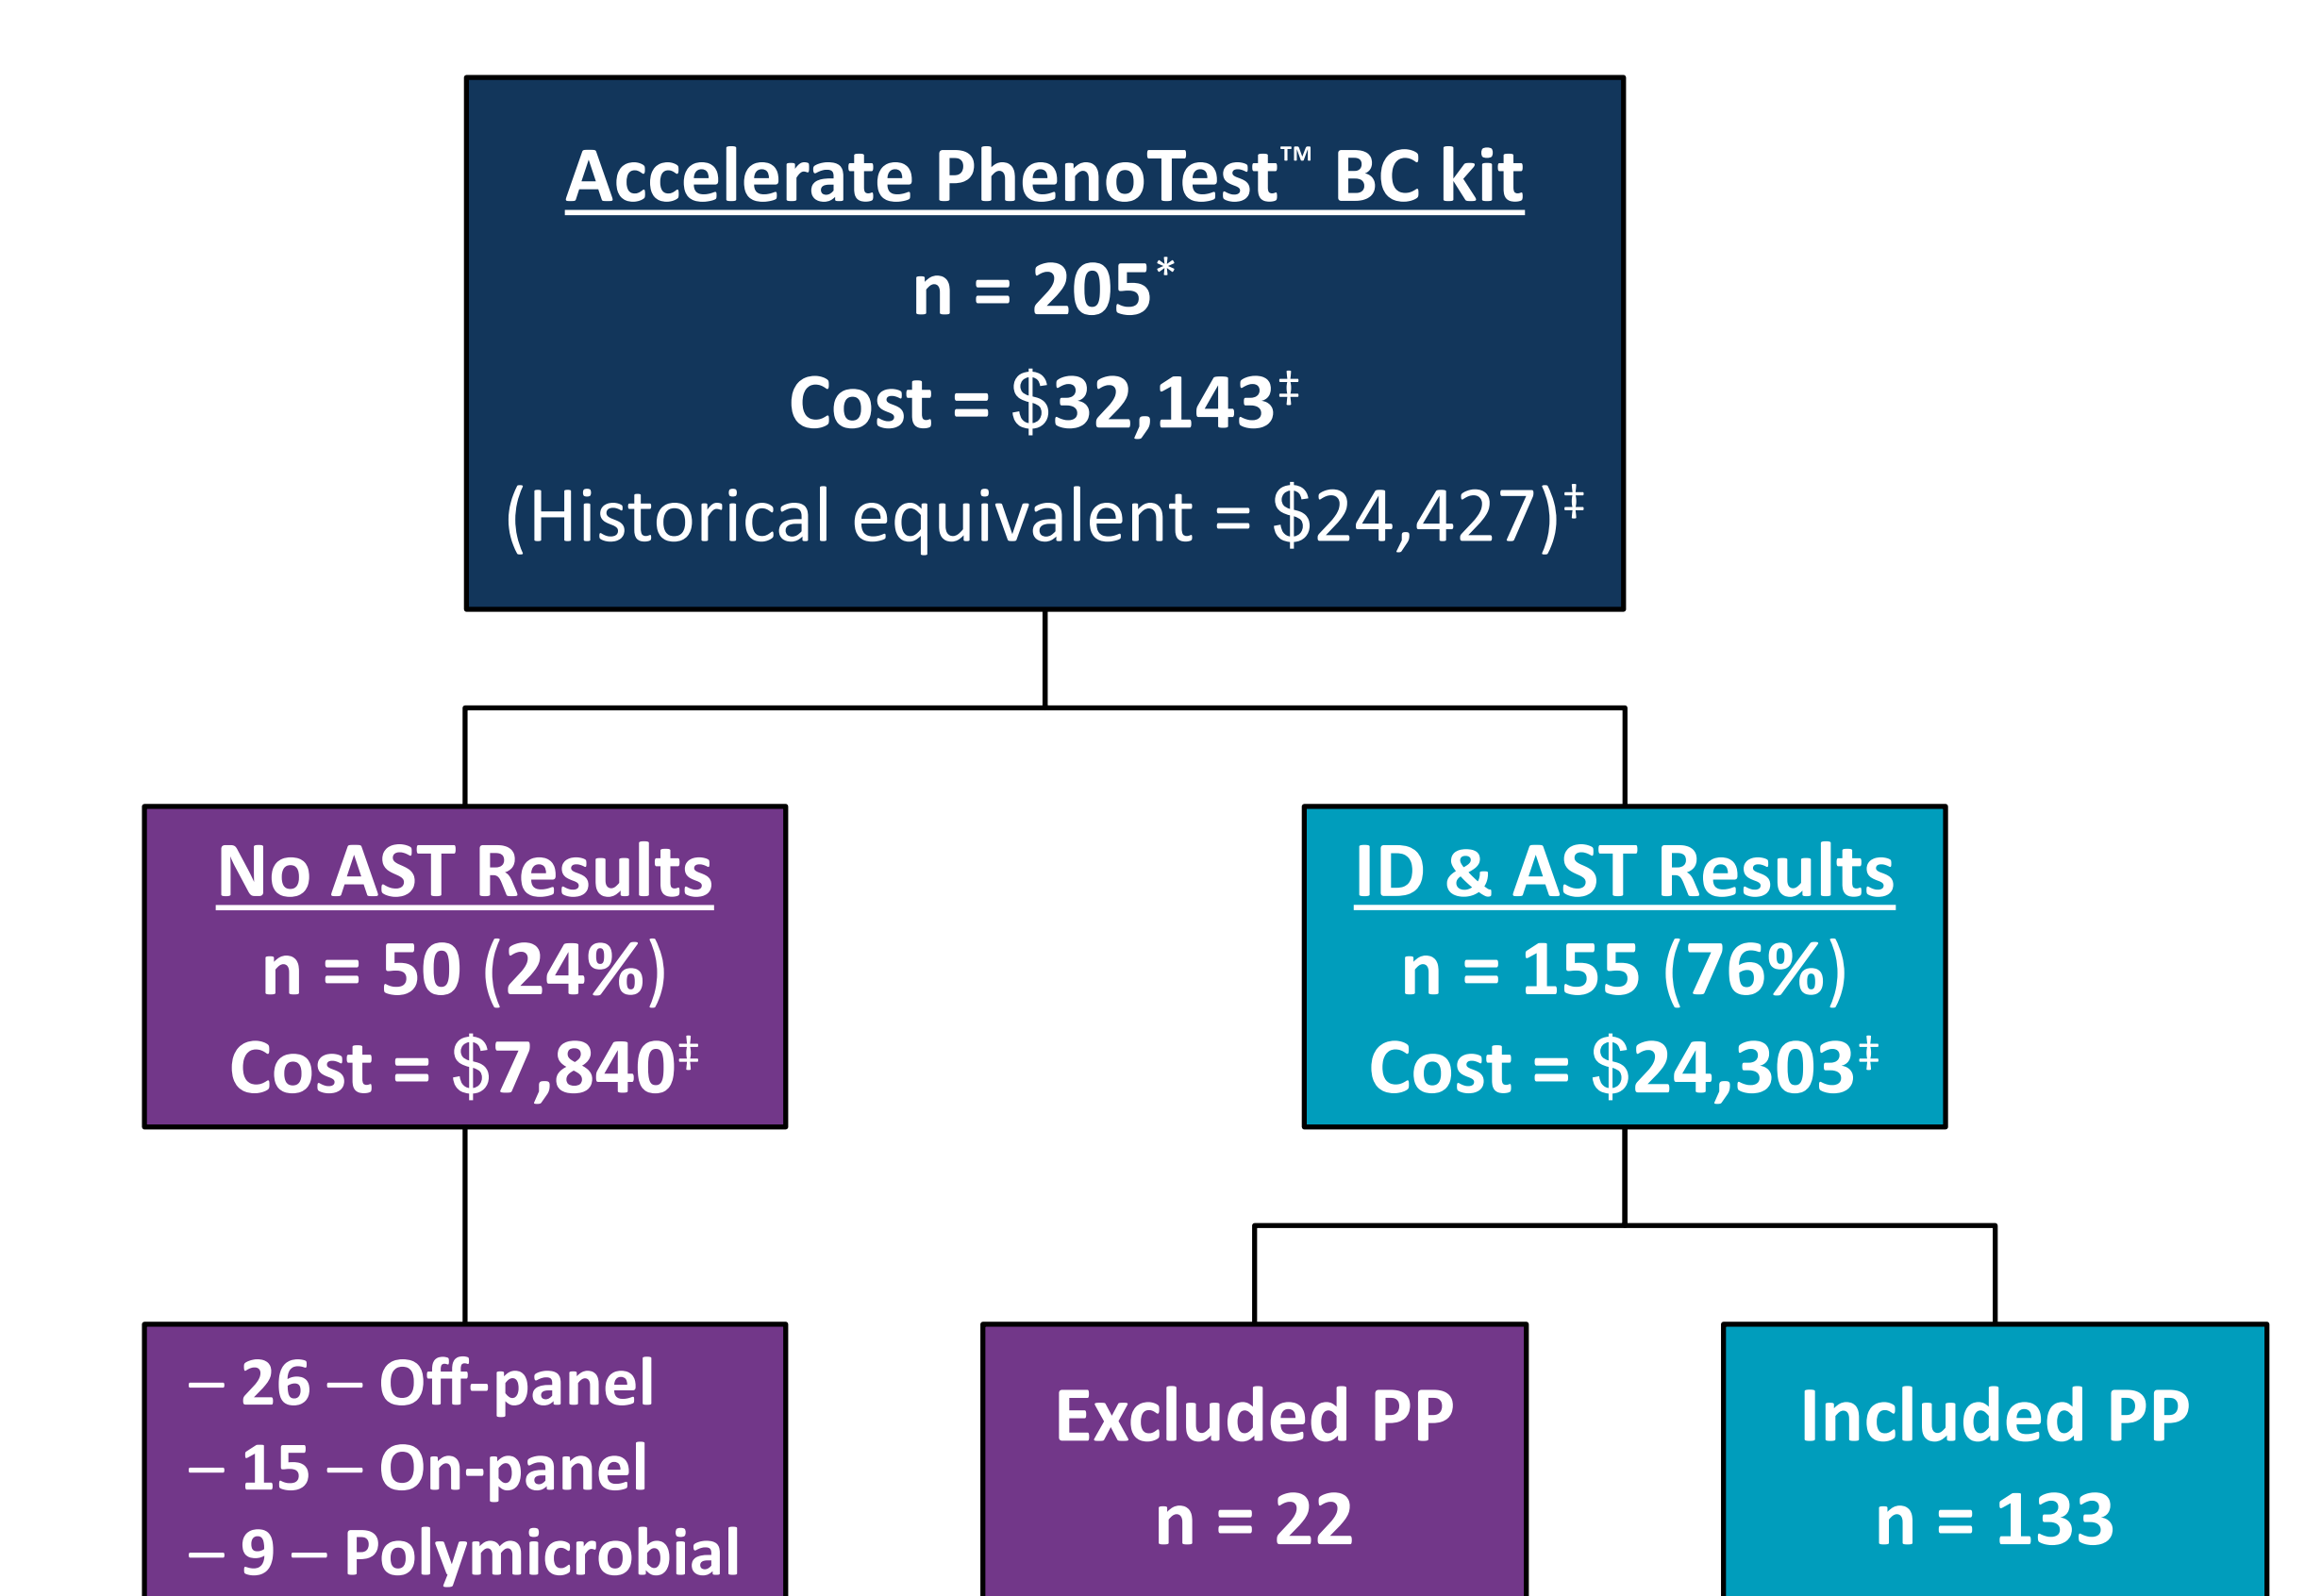 Accelerate PhenoTest™ BC kit
n = 205*
Cost = $32,143‡
(Historical equivalent = $24,427)‡
No AST Results
n = 50 (24%)
Cost = $7,840‡
ID & AST Results
n = 155 (76%)
Cost = $24,303‡
– 26 – Off-panel
– 15 – On-panel
– 9 – Polymicrobial
Excluded PP
n = 22
Included PP
n = 133